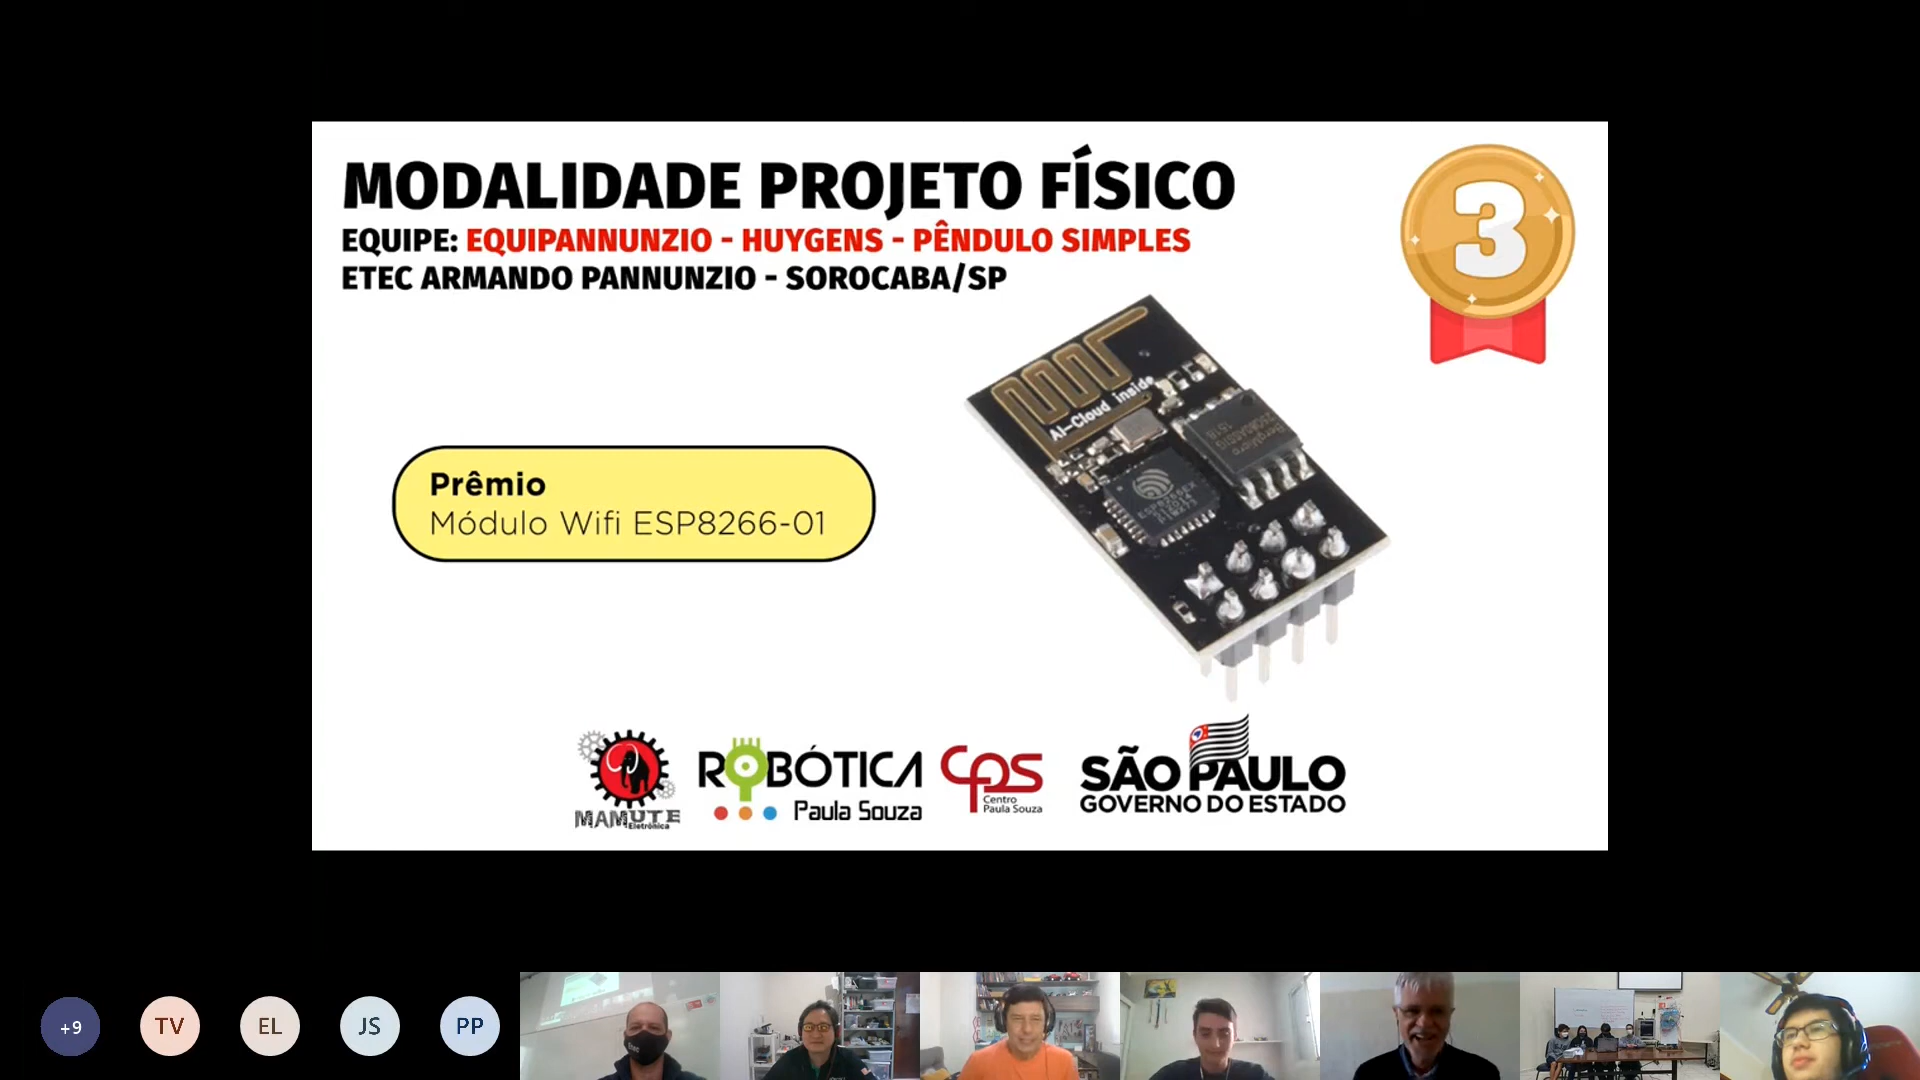 MODALIDADE PROJETO FÍSICO
EQUIPE: EQUIPANNUNZIO - HUYGENS - PÊNDULO SIMPLES
ETEC ARMANDO PANNUNZIO - SOROCABA/SP
3
AI-Cloud inside
ESP8266EX
Prêmio
Módulo Wifi ESP8266-01
MAMUTE
Eletrônica
ROBÓTICA
Paula Souza
CPS
Centro
Paula Souza
SÃO PAULO
GOVERNO DO ESTADO
+9
TV
EL
JS
PP